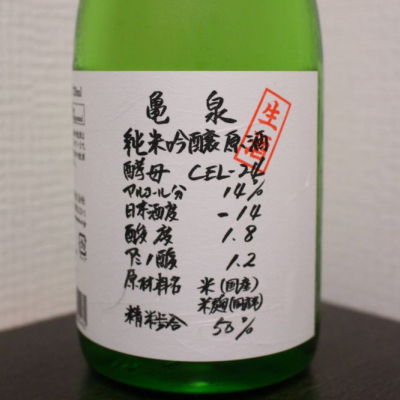 亀泉
生酒
純米吟醸原酒
酵母 CEL-24
アルコール分 14%
日本酒度 -14
酸度 1.8
アミノ酸 1.2
原材料名 米(国産)
米麹(国産米)
精米歩合 50%